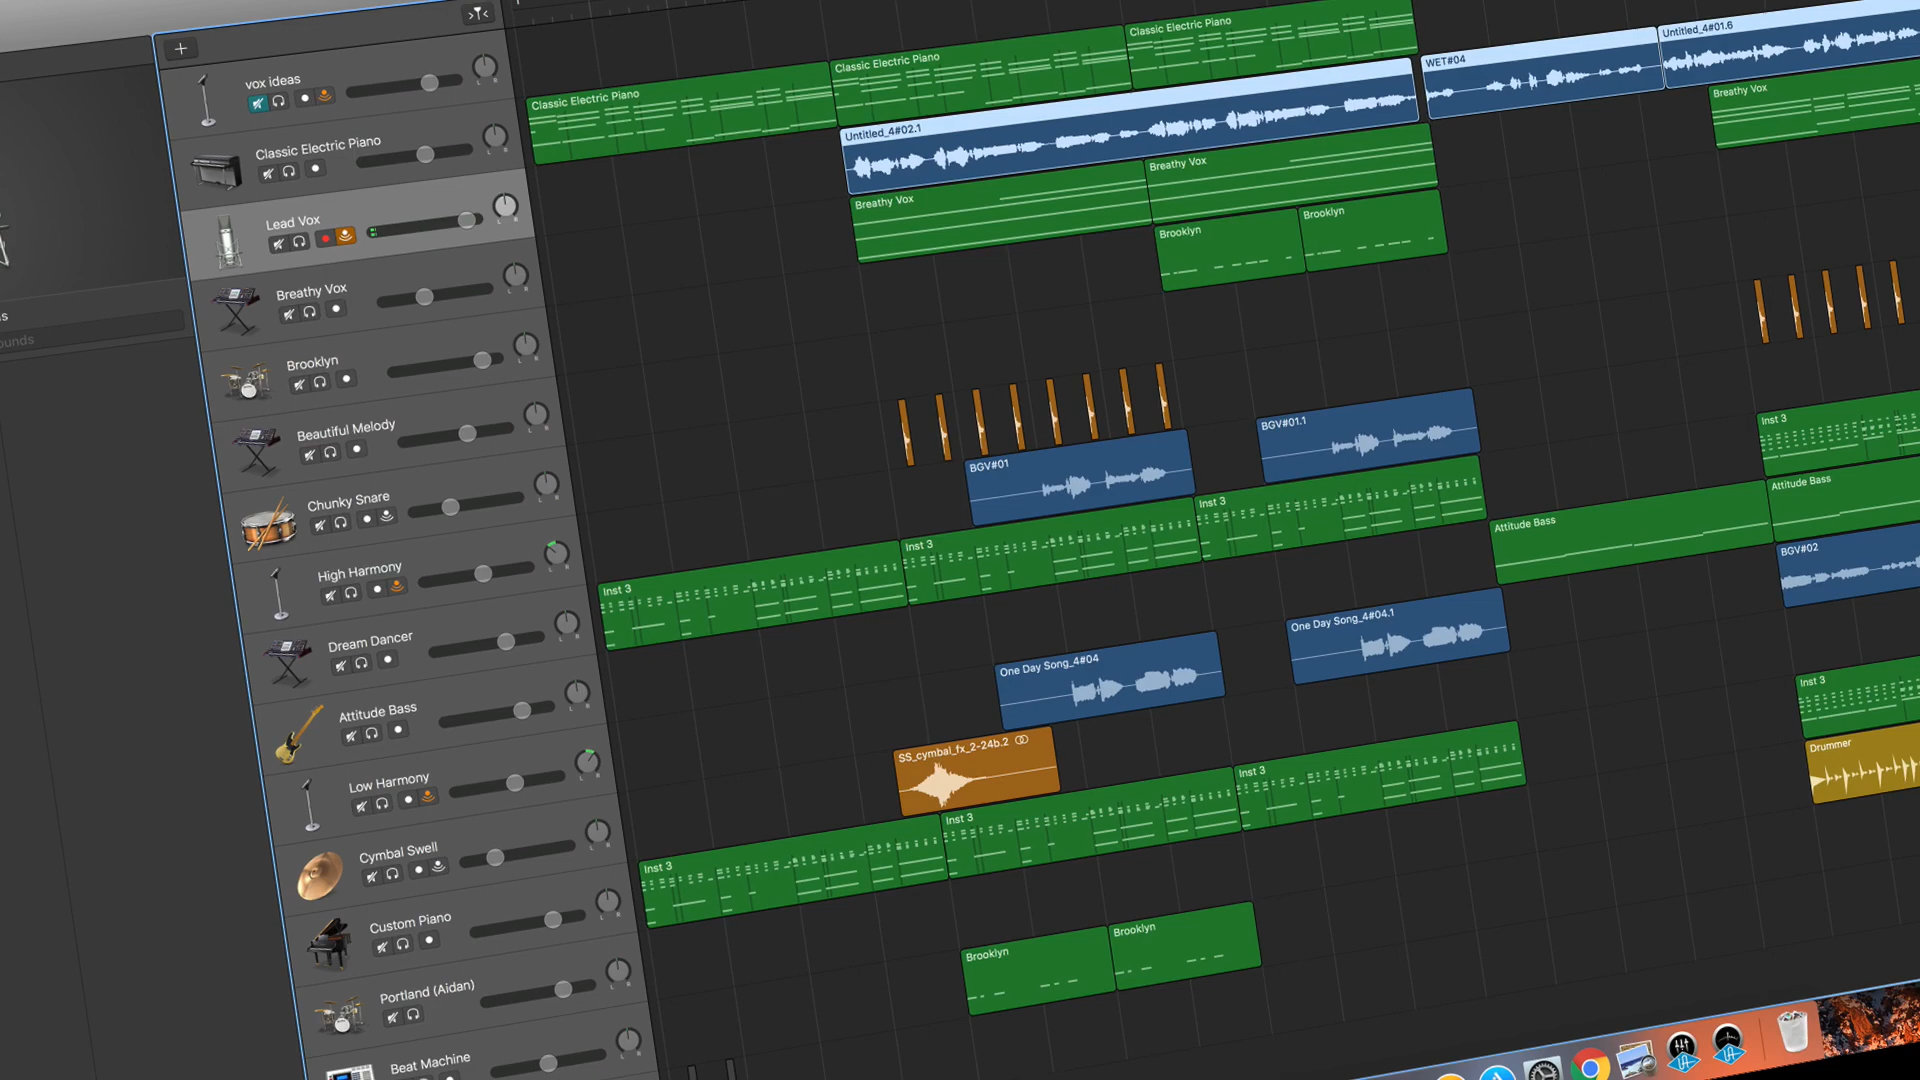 vox ideas
Classic Electric Piano
Lead Vox
Breathy Vox
Brooklyn
Beautiful Melody
Chunky Snare
High Harmony
Dream Dancer
Attitude Bass
Low Harmony
Cymbal Swell
Custom Piano
Portland (Aidan)
Beat Machine
Classic Electric Piano
Classic Electric Piano
Classic Electric Piano
Untitled_4#02.1
WET#04
Untitled_4#01.6
Breathy Vox
Breathy Vox
Breathy Vox
Brooklyn
Brooklyn
BGV#01
BGV#01.1
Inst 3
Inst 3
Inst 3
Inst 3
Attitude Bass
Attitude Bass
BGV#02
One Day Song_4#04
One Day Song_4#04.1
SS_cymbal_fx_2-24b.2
Inst 3
Inst 3
Inst 3
Inst 3
Drummer
Brooklyn
Brooklyn